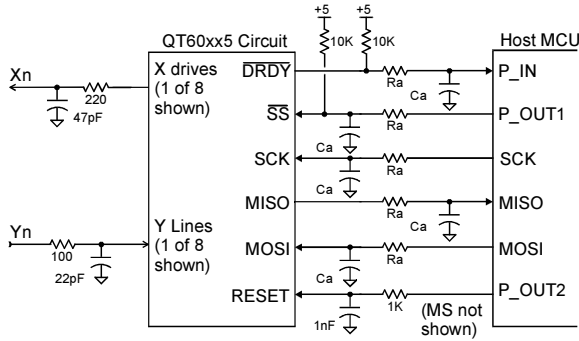 +5
+5
QT60xx5 Circuit
10K
10K
Host MCU
Xn
X drives
(1 of 8
shown)
DRDY
P_IN
220
47pF
Ra
Ca
SS
P_OUT1
Ca
Ra
SCK
SCK
Ca
Ra
MISO
MISO
Ra
Ca
Yn
Y Lines
(1 of 8
shown)
100
22pF
MOSI
MOSI
Ca
Ra
RESET
P_OUT2
1nF
1K
(MS not
shown)